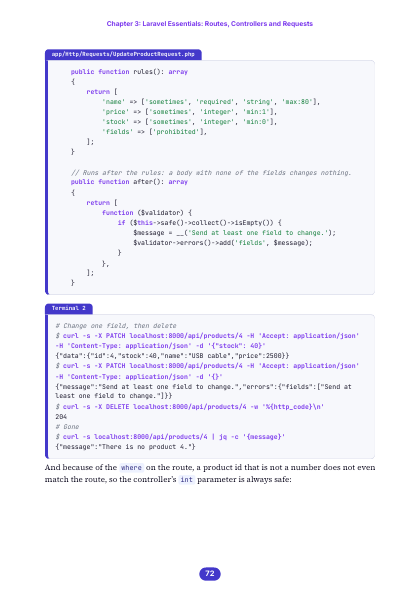 Chapter 3: Laravel Essentials: Routes, Controllers and Requests
app/Http/Requests/UpdateProductRequest.php
    public function rules(): array
    {
        return [
            'name' => ['sometimes', 'required', 'string', 'max:80'],
            'price' => ['sometimes', 'integer', 'min:1'],
            'stock' => ['sometimes', 'integer', 'min:0'],
            'fields' => ['prohibited'],
        ];
    }

    // Runs after the rules: a body with none of the fields changes nothing.
    public function after(): array
    {
        return [
            function ($validator) {
                if ($this->safe()->collect()->isEmpty()) {
                    $message = __('Send at least one field to change.');
                    $validator->errors()->add('fields', $message);
                }
            },
        ];
    }
Terminal 2
# Change one field, then delete
$ curl -s -X PATCH localhost:8000/api/products/4 -H 'Accept: application/json'
-H 'Content-Type: application/json' -d '{"stock": 40}'
{"data":{"id":4,"stock":40,"name":"USB cable","price":2500}}
$ curl -s -X PATCH localhost:8000/api/products/4 -H 'Accept: application/json'
-H 'Content-Type: application/json' -d '{}'
{"message":"Send at least one field to change.","errors":{"fields":["Send at
least one field to change."]}}
$ curl -s -X DELETE localhost:8000/api/products/4 -w '%{http_code}\n'
204
# Gone
$ curl -s localhost:8000/api/products/4 | jq -c '{message}'
{"message":"There is no product 4."}
And because of the where on the route, a product id that is not a number does not even
match the route, so the controller's int parameter is always safe:
72